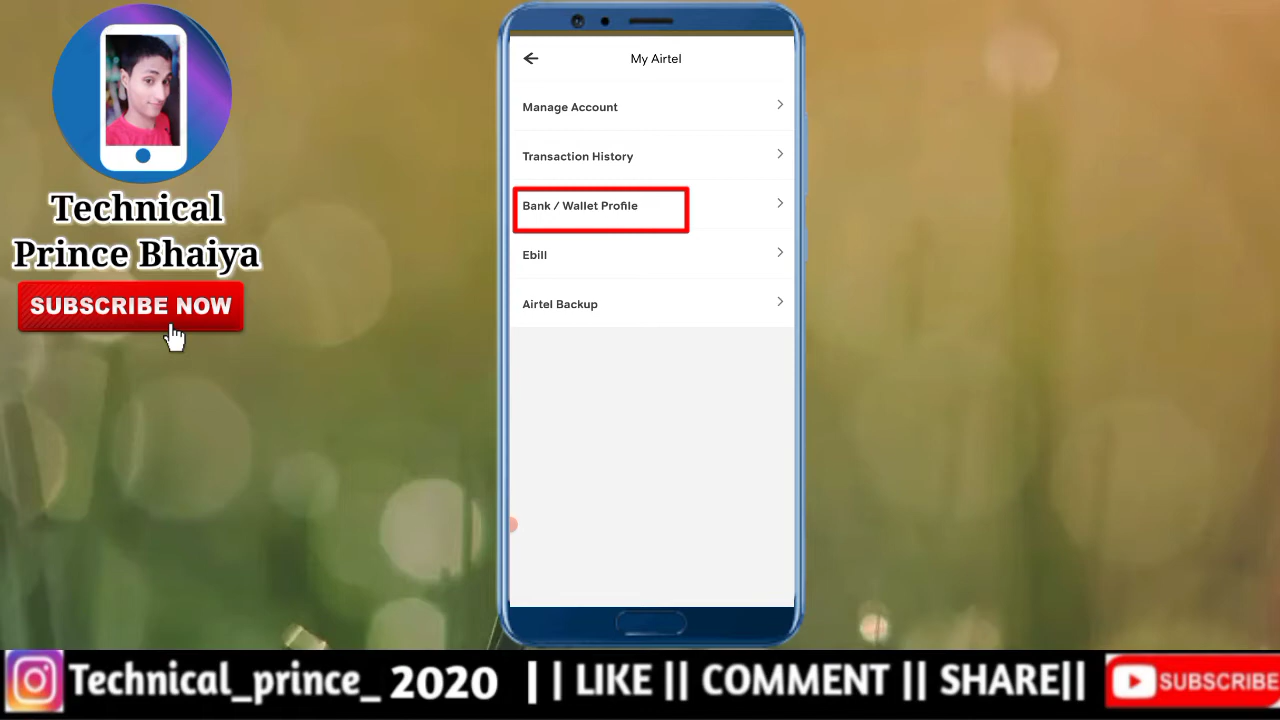 Technical
Prince Bhaiya
SUBSCRIBE NOW
My Airtel
Manage Account
Transaction History
Bank / Wallet Profile
Ebill
Airtel Backup
Technical_prince_ 2020 || LIKE || COMMENT || SHARE|| SUBSCRIBE